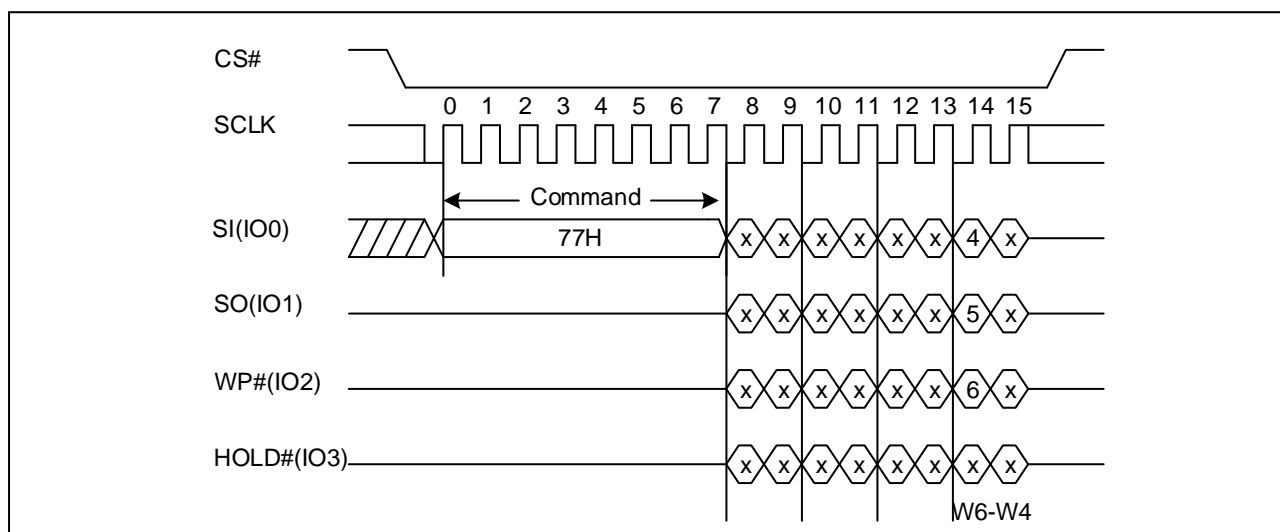 CS#
0 1 2 3 4 5 6 7 8 9 10 11 12 13 14 15
SCLK
Command
SI(IO0) 77H x x x x x x 4 x
SO(IO1) x x x x x x 5 x
WP#(IO2) x x x x x x 6 x
HOLD#(IO3) x x x x x x x x
W6-W4